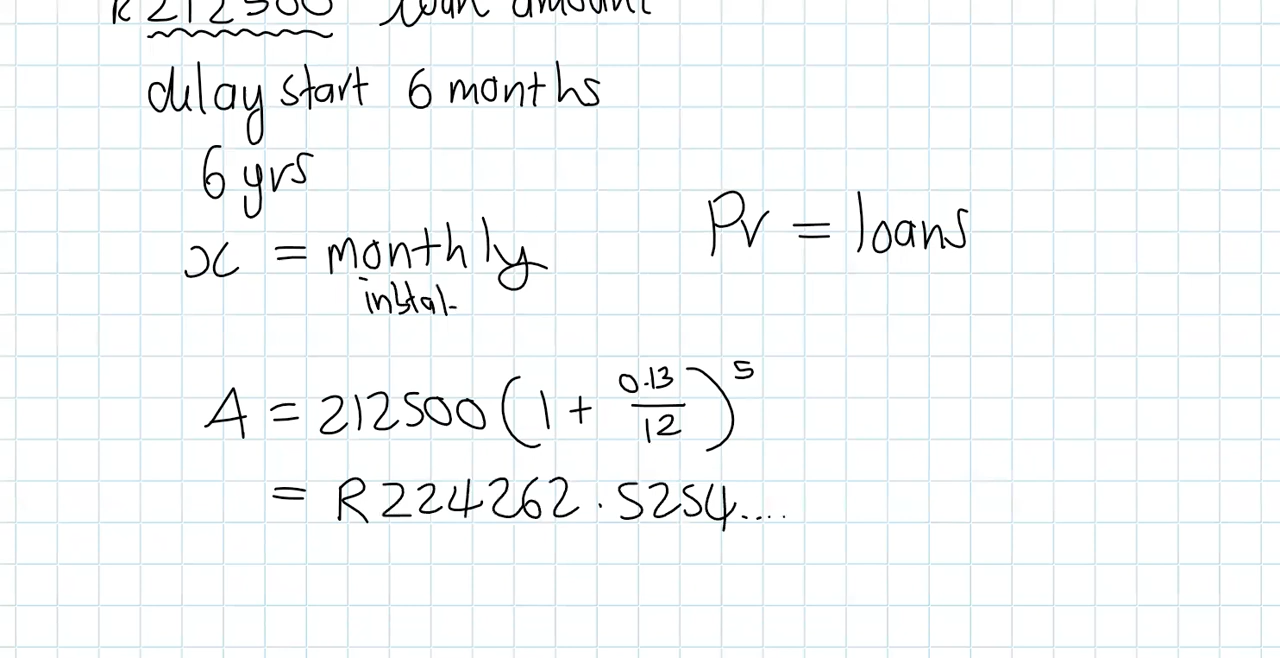 R212500 loan amount
delay start 6 months
6 yrs
x = monthly
instal.
PV = loans
A = 212500(1 + 0.13/12)^5
= R224262.5254....